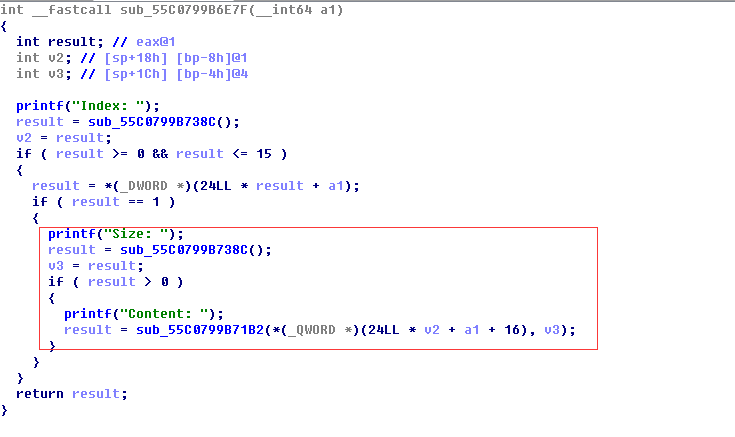 int __fastcall sub_55C0799B6E7F(__int64 a1)
{
  int result; // eax@1
  int v2; // [sp+18h] [bp-8h]@1
  int v3; // [sp+1Ch] [bp-4h]@4

  printf("Index: ");
  result = sub_55C0799B738C();
  v2 = result;
  if ( result >= 0 && result <= 15 )
  {
    result = *(_DWORD *)(24LL * result + a1);
    if ( result == 1 )
    {
      printf("Size: ");
      result = sub_55C0799B738C();
      v3 = result;
      if ( result > 0 )
      {
        printf("Content: ");
        result = sub_55C0799B71B2(*(_QWORD *)(24LL * v2 + a1 + 16), v3);
      }
    }
  }
  return result;
}